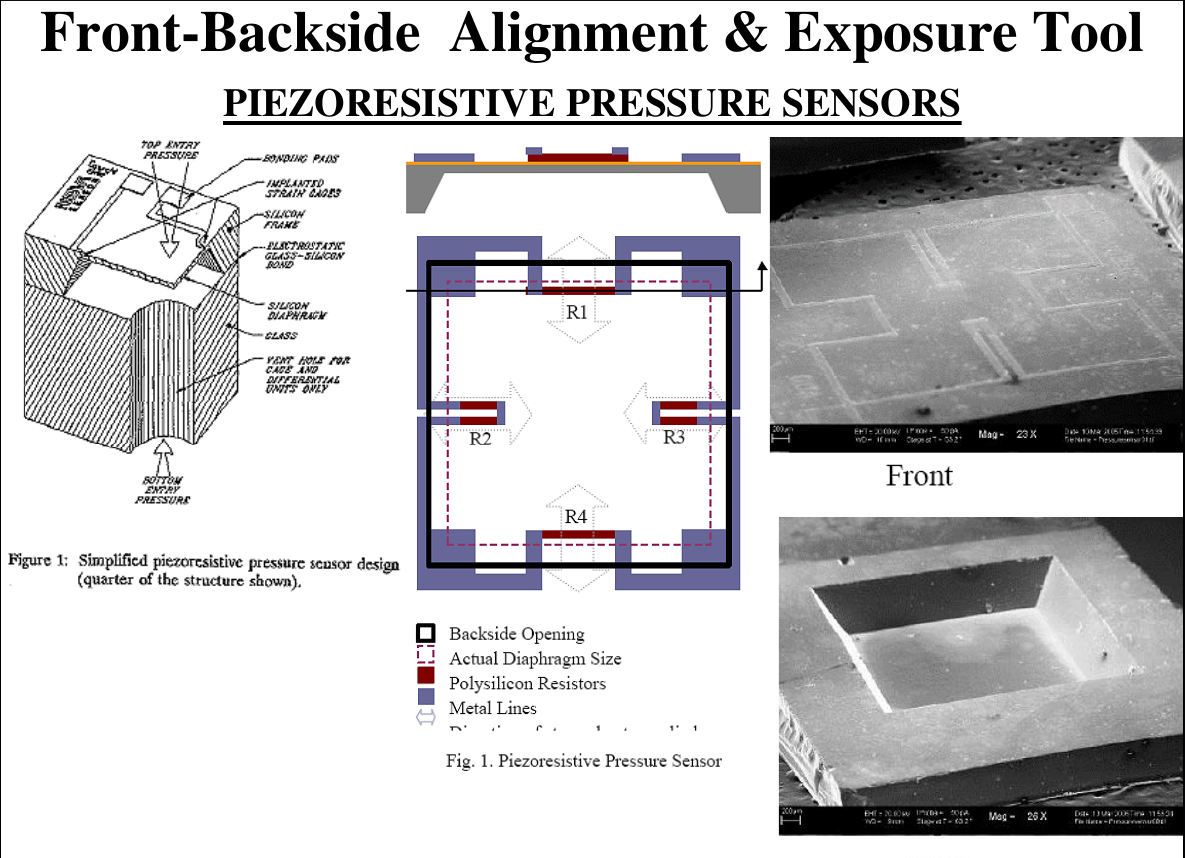 Front-Backside Alignment & Exposure Tool
PIEZORESISTIVE PRESSURE SENSORS
TOP ENTRY
PRESSURE
BONDING PADS
IMPLANTED
STRAIN GAGES
SILICON
FRAME
ELECTROSTATIC
GLASS-SILICON
BOND
SILICON
DIAPHRAGM
GLASS
VENT HOLE FOR
GAGE AND
DIFFERENTIAL
UNITS ONLY
BOTTOM
ENTRY
PRESSURE
Figure 1: Simplified piezoresistive pressure sensor design
(quarter of the structure shown).
R1
R2
R3
R4
Backside Opening
Actual Diaphragm Size
Polysilicon Resistors
Metal Lines
Fig. 1. Piezoresistive Pressure Sensor
200µm
Mag = 23 X
Front
200µm
Mag = 26 X